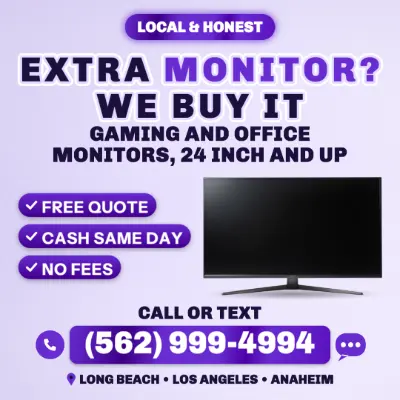 LOCAL & HONEST
EXTRA MONITOR?
WE BUY IT
GAMING AND OFFICE
MONITORS, 24 INCH AND UP
FREE QUOTE
CASH SAME DAY
NO FEES
CALL OR TEXT
(562) 999-4994
LONG BEACH • LOS ANGELES • ANAHEIM